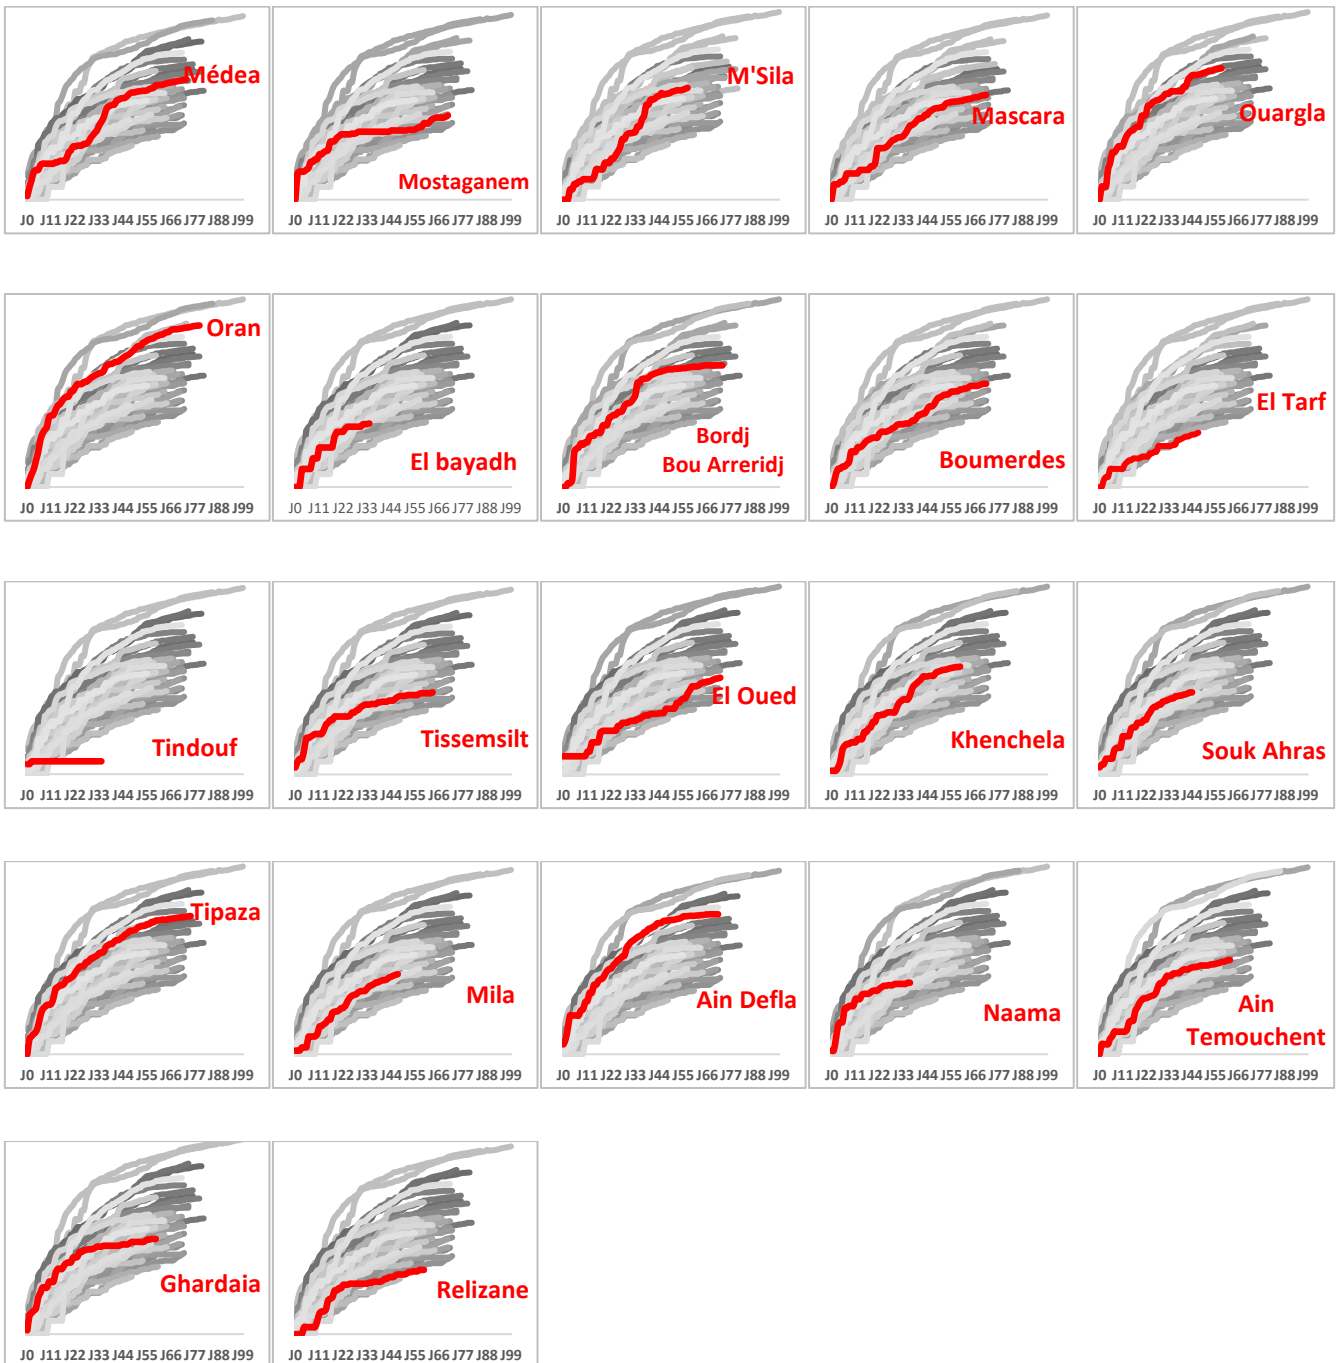 Médea
J0 J11 J22 J33 J44 J55 J66 J77 J88 J99
Mostaganem
J0 J11 J22 J33 J44 J55 J66 J77 J88 J99
M'Sila
J0 J11 J22 J33 J44 J55 J66 J77 J88 J99
Mascara
J0 J11 J22 J33 J44 J55 J66 J77 J88 J99
Ouargla
J0 J11 J22 J33 J44 J55 J66 J77 J88 J99
Oran
J0 J11 J22 J33 J44 J55 J66 J77 J88 J99
El bayadh
J0 J11 J22 J33 J44 J55 J66 J77 J88 J99
Bordj
Bou Arreridj
J0 J11 J22 J33 J44 J55 J66 J77 J88 J99
Boumerdes
J0 J11 J22 J33 J44 J55 J66 J77 J88 J99
El Tarf
J0 J11 J22 J33 J44 J55 J66 J77 J88 J99
Tindouf
J0 J11 J22 J33 J44 J55 J66 J77 J88 J99
Tissemsilt
J0 J11 J22 J33 J44 J55 J66 J77 J88 J99
El Oued
J0 J11 J22 J33 J44 J55 J66 J77 J88 J99
Khenchela
J0 J11 J22 J33 J44 J55 J66 J77 J88 J99
Souk Ahras
J0 J11 J22 J33 J44 J55 J66 J77 J88 J99
Tipaza
J0 J11 J22 J33 J44 J55 J66 J77 J88 J99
Mila
J0 J11 J22 J33 J44 J55 J66 J77 J88 J99
Ain Defla
J0 J11 J22 J33 J44 J55 J66 J77 J88 J99
Naama
J0 J11 J22 J33 J44 J55 J66 J77 J88 J99
Ain
Temouchent
J0 J11 J22 J33 J44 J55 J66 J77 J88 J99
Ghardaia
J0 J11 J22 J33 J44 J55 J66 J77 J88 J99
Relizane
J0 J11 J22 J33 J44 J55 J66 J77 J88 J99